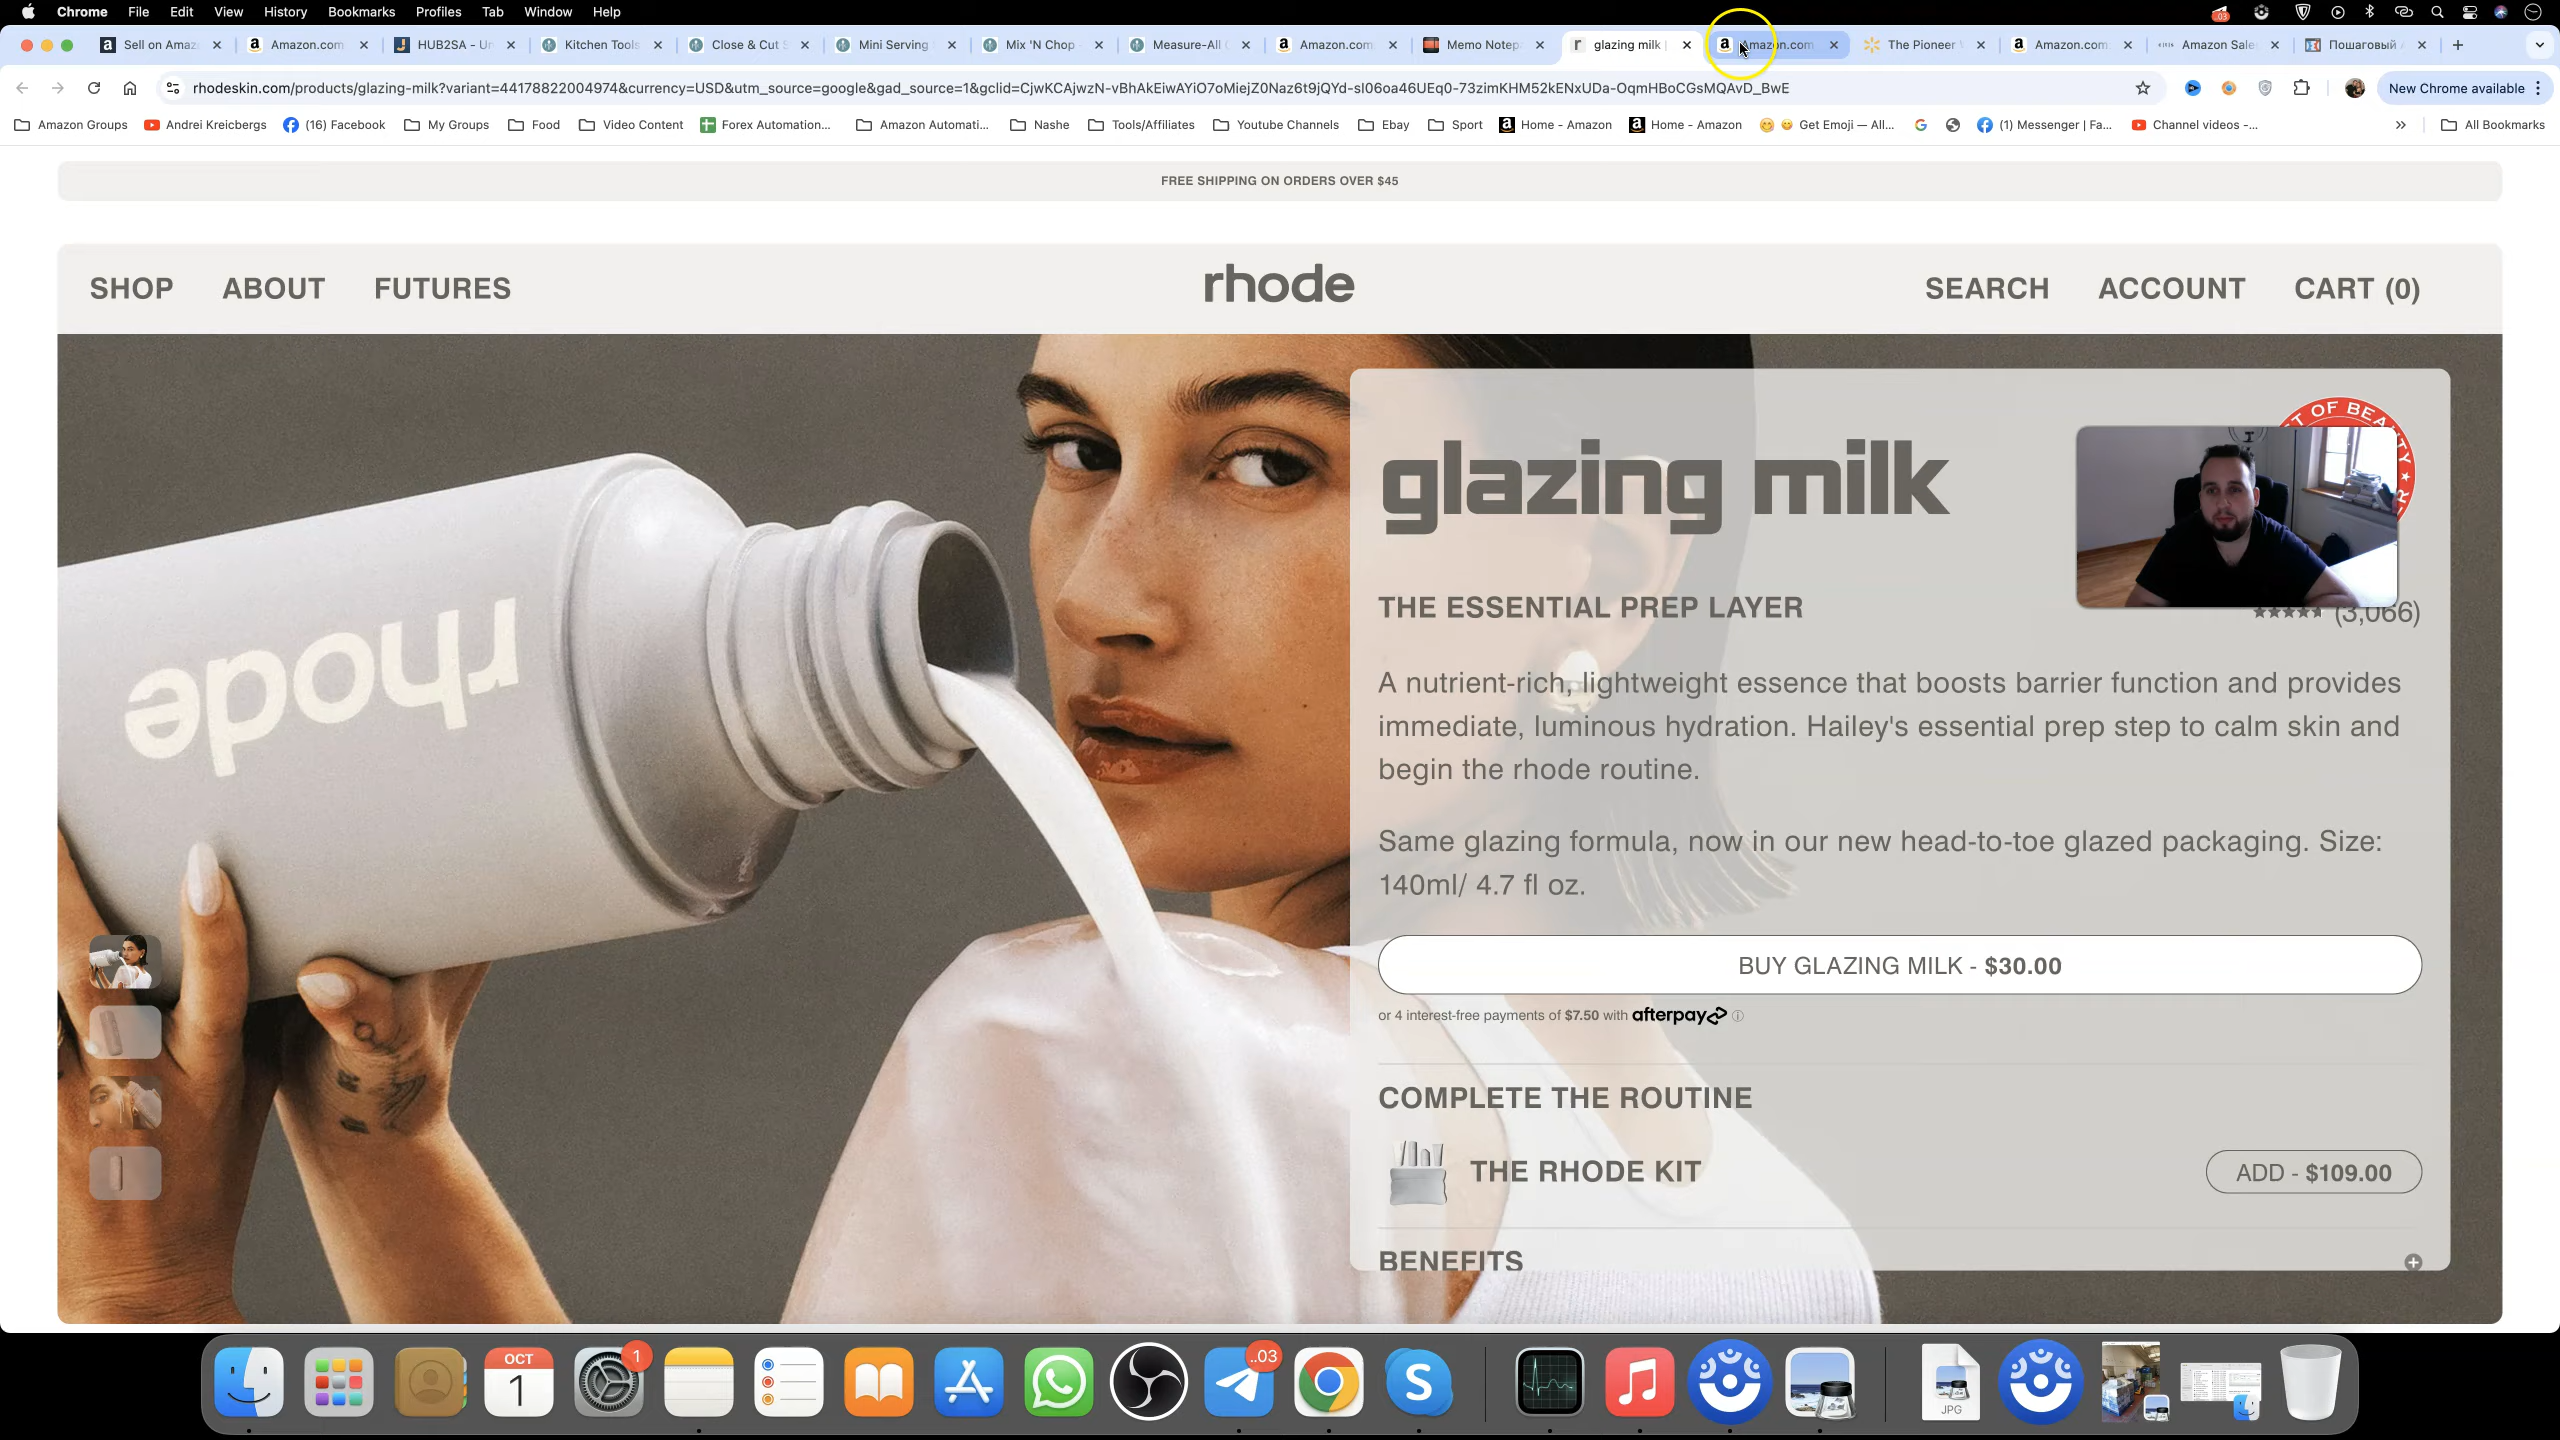 Chrome File Edit View History Bookmarks Profiles Tab Window Help
Sell on Amaz
Amazon.com
HUB2SA - Ur
Kitchen Tools
Close & Cut S
Mini Serving
Mix 'N Chop
Measure-All C
Amazon.com
Memo Notep
glazing milk |
Amazon.com
The Pioneer W
Amazon.com
Amazon Sale
Пошаговый
rhodeskin.com/products/glazing-milk?variant=44178822004974&currency=USD&utm_source=google&gad_source=1&gclid=CjwKCAjwzN-vBhAkEiwAYiO7oMiejZ0Naz6t9jQYd-sI06oa46UEq0-73zimKHM52kENxUDa-OqmHBoCGsMQAvD_BwE
New Chrome available
Amazon Groups
Andrei Kreicbergs
(16) Facebook
My Groups
Food
Video Content
Forex Automation...
Amazon Automati...
Nashe
Tools/Affiliates
Youtube Channels
Ebay
Sport
Home - Amazon
Home - Amazon
Get Emoji — All...
(1) Messenger | Fa...
Channel videos -...
All Bookmarks
FREE SHIPPING ON ORDERS OVER $45
SHOP ABOUT FUTURES
rhode
SEARCH ACCOUNT CART (0)
rhode
glazing milk
T OF BEAUTY
THE ESSENTIAL PREP LAYER
(3,066)
A nutrient-rich, lightweight essence that boosts barrier function and provides
immediate, luminous hydration. Hailey's essential prep step to calm skin and
begin the rhode routine.
Same glazing formula, now in our new head-to-toe glazed packaging. Size:
140ml/ 4.7 fl oz.
BUY GLAZING MILK - $30.00
or 4 interest-free payments of $7.50 with afterpay
COMPLETE THE ROUTINE
THE RHODE KIT
ADD - $109.00
BENEFITS
OCT
1
1
..03
JPG